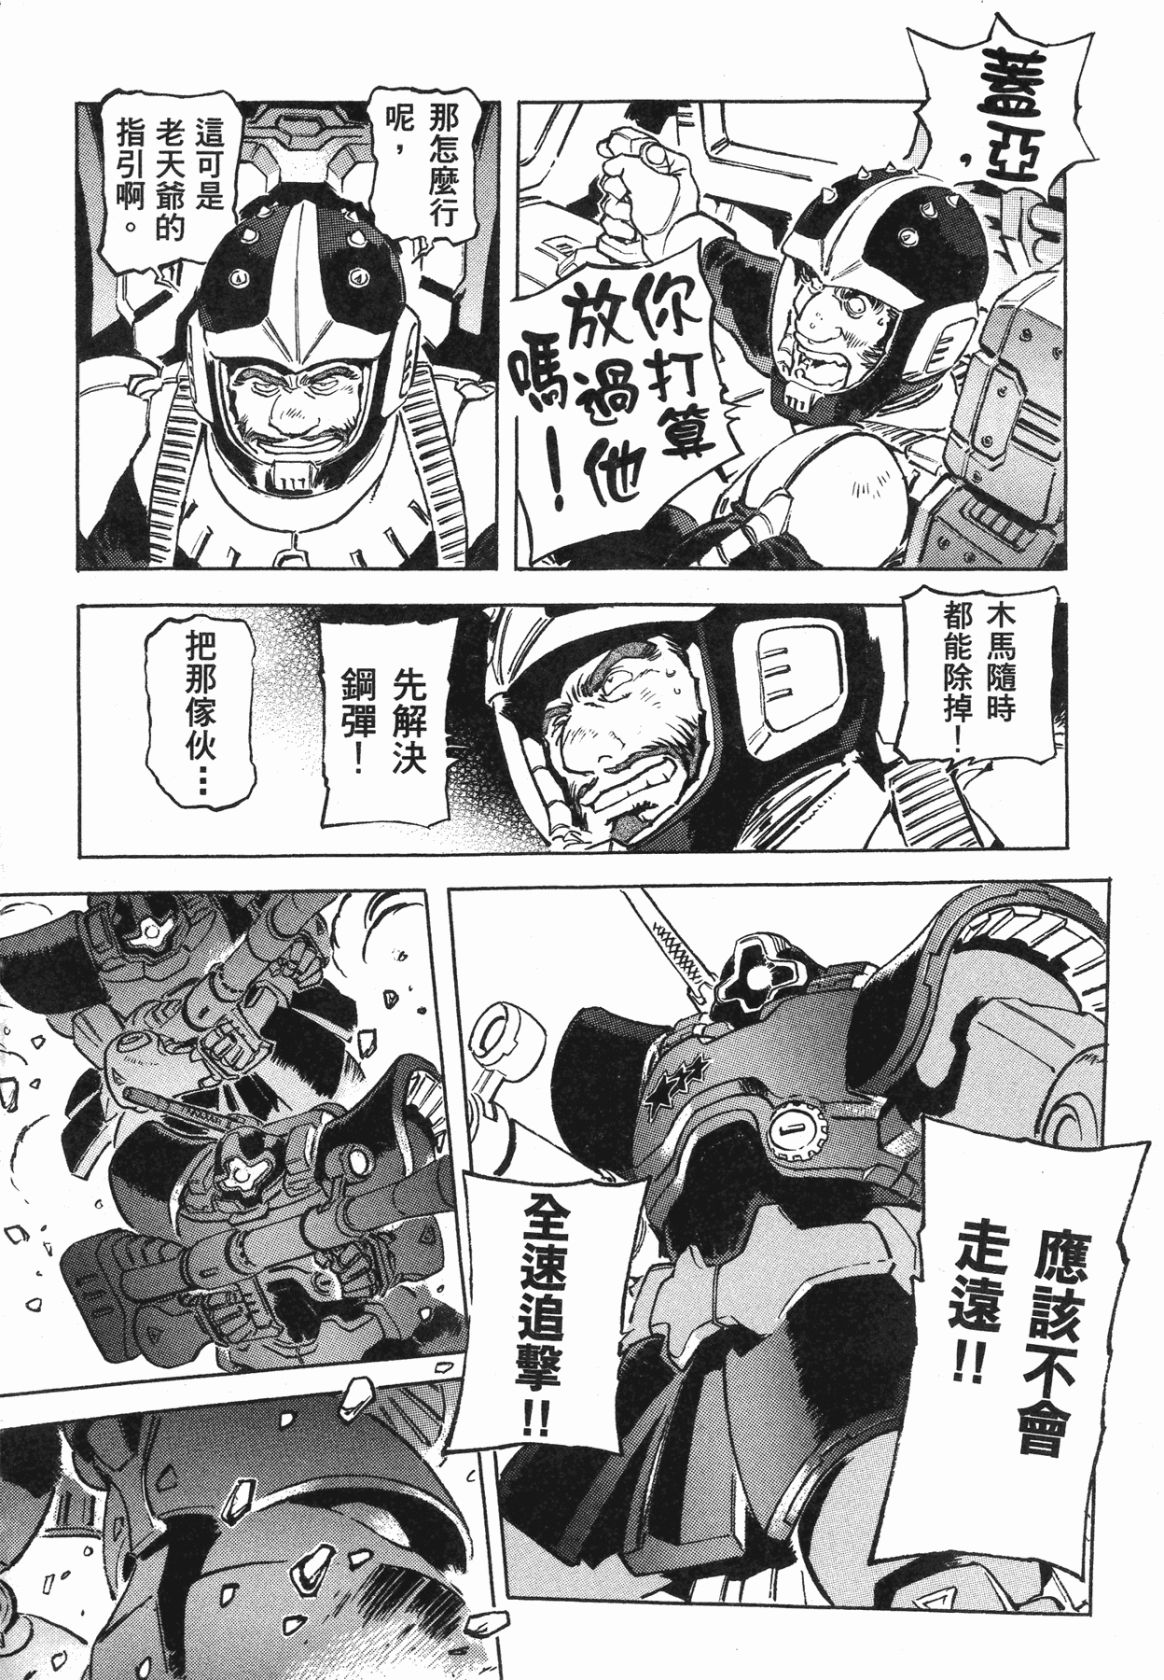 蓋亞，
你打算
放過他
嗎！
那怎麼行
呢，
這可是
老天爺的
指引啊。
木馬隨時
都能除掉！
先解決
鋼彈！
把那傢伙…
應該不會
走遠!!
全速追擊!!